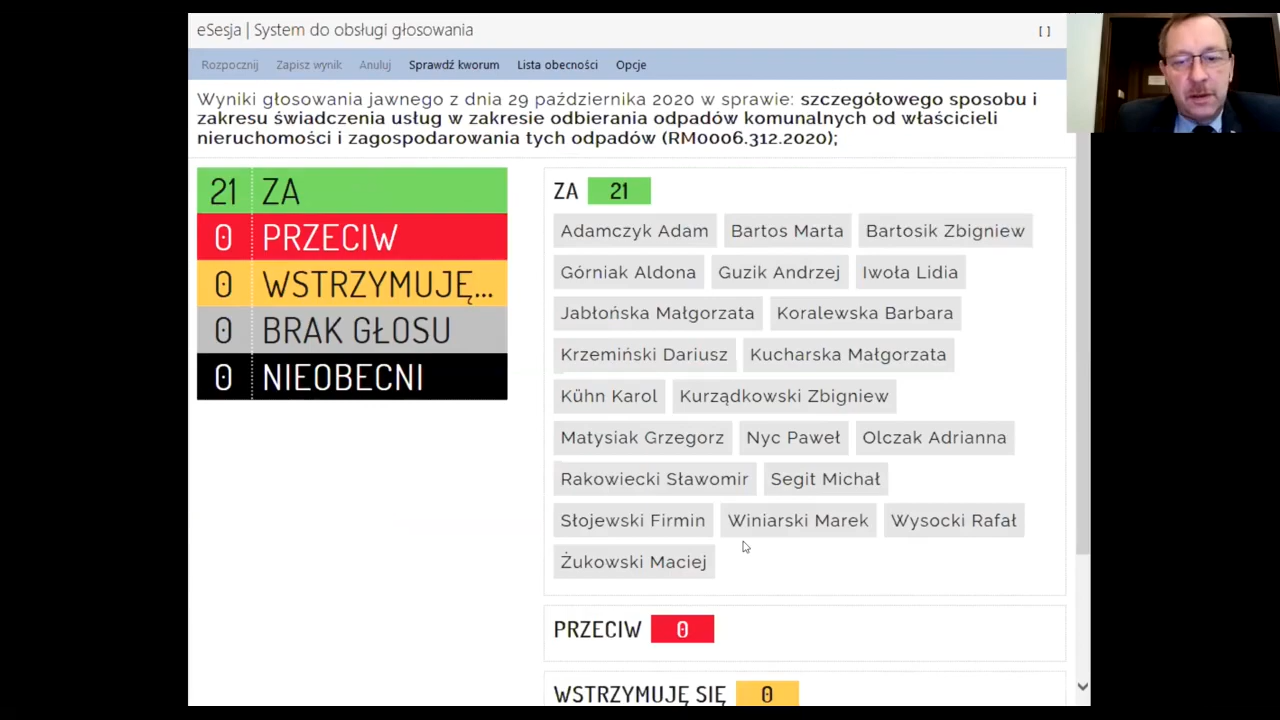 eSesja | System do obsługi głosowania
[ ]
Rozpocznij Zapisz wynik Anuluj Sprawdź kworum Lista obecności Opcje
Wyniki głosowania jawnego z dnia 29 października 2020 w sprawie: szczegółowego sposobu i
zakresu świadczenia usług w zakresie odbierania odpadów komunalnych od właścicieli
nieruchomości i zagospodarowania tych odpadów (RM0006.312.2020);
21 ZA
0 PRZECIW
0 WSTRZYMUJĘ...
0 BRAK GŁOSU
0 NIEOBECNI
ZA 21
Adamczyk Adam Bartos Marta Bartosik Zbigniew
Górniak Aldona Guzik Andrzej Iwoła Lidia
Jabłońska Małgorzata Koralewska Barbara
Krzemiński Dariusz Kucharska Małgorzata
Kühn Karol Kurządkowski Zbigniew
Matysiak Grzegorz Nyc Paweł Olczak Adrianna
Rakowiecki Sławomir Segit Michał
Słojewski Firmin Winiarski Marek Wysocki Rafał
Żukowski Maciej
PRZECIW 0
WSTRZYMUJĘ SIĘ 0